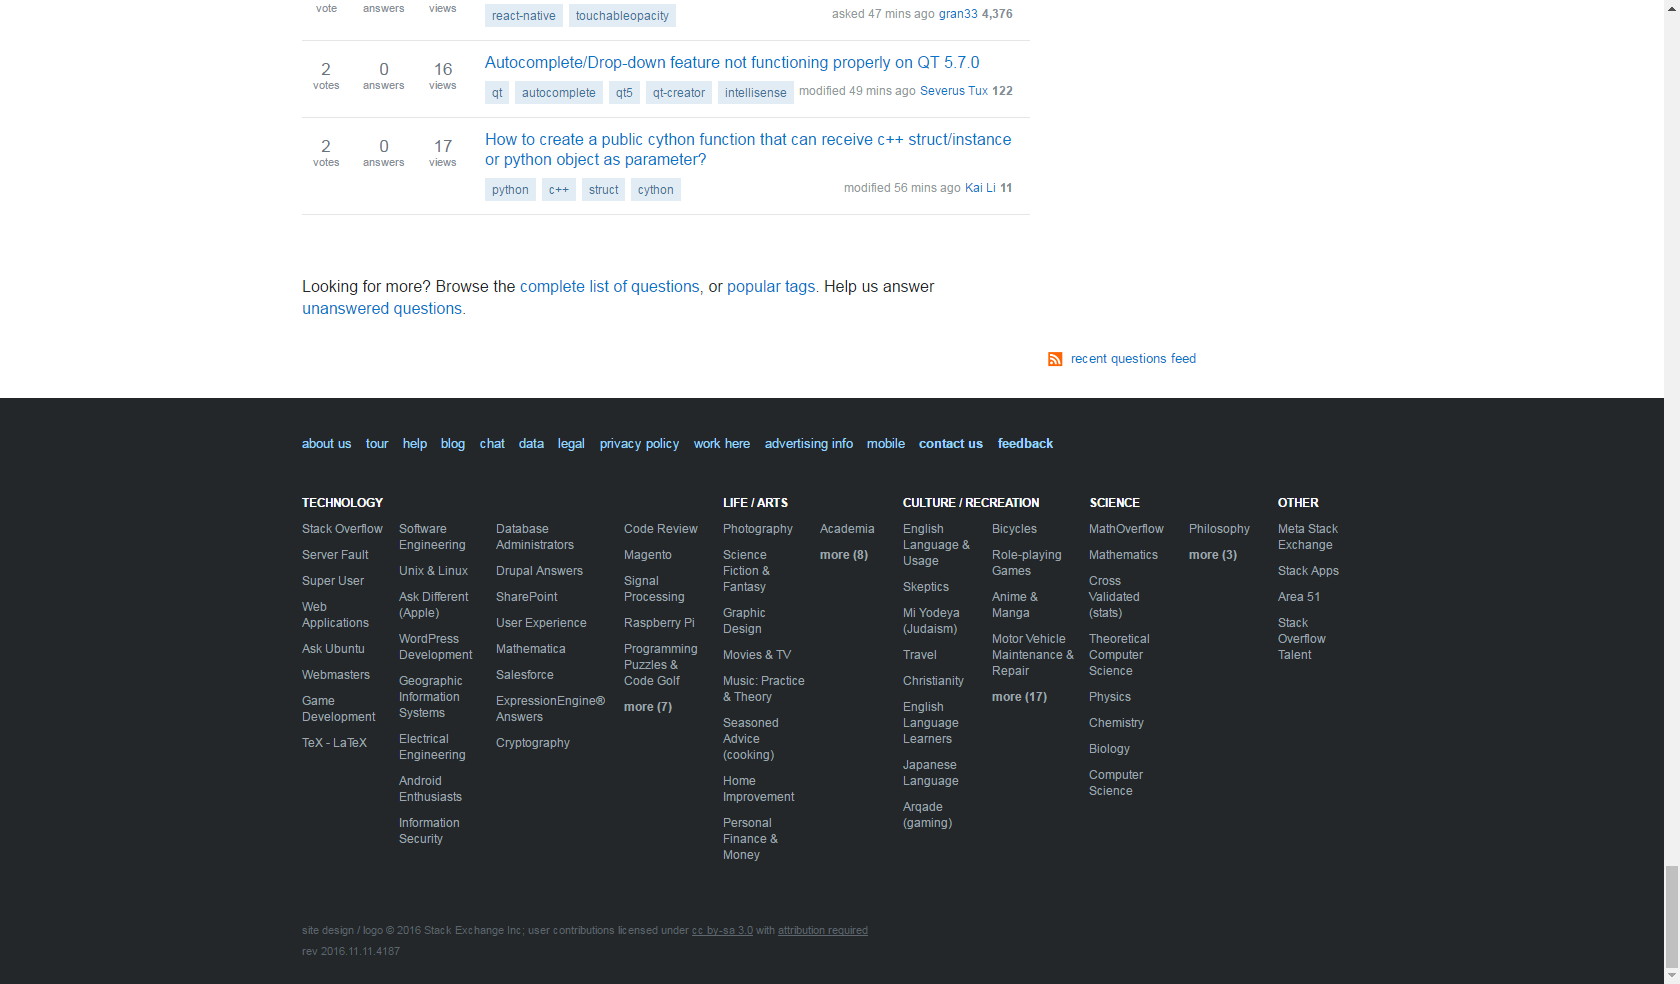 vote answers views
react-native touchableopacity asked 47 mins ago gran33 4,376
2 0 16 Autocomplete/Drop-down feature not functioning properly on QT 5.7.0
votes answers views
qt autocomplete qt5 qt-creator intellisense modified 49 mins ago Severus Tux 122
2 0 17 How to create a public cython function that can receive c++ struct/instance
votes answers views or python object as parameter?
python c++ struct cython modified 56 mins ago Kai Li 11
Looking for more? Browse the complete list of questions, or popular tags. Help us answer
unanswered questions.
recent questions feed
about us tour help blog chat data legal privacy policy work here advertising info mobile contact us feedback
TECHNOLOGY
Stack Overflow
Server Fault
Super User
Web
Applications
Ask Ubuntu
Webmasters
Game
Development
TeX - LaTeX
Software
Engineering
Unix & Linux
Ask Different
(Apple)
WordPress
Development
Geographic
Information
Systems
Electrical
Engineering
Android
Enthusiasts
Information
Security
Database
Administrators
Drupal Answers
SharePoint
User Experience
Mathematica
Salesforce
ExpressionEngine®
Answers
Cryptography
Code Review
Magento
Signal
Processing
Raspberry Pi
Programming
Puzzles &
Code Golf
more (7)
LIFE / ARTS
Photography
Science
Fiction &
Fantasy
Graphic
Design
Movies & TV
Music: Practice
& Theory
Seasoned
Advice
(cooking)
Home
Improvement
Personal
Finance &
Money
Academia
more (8)
CULTURE / RECREATION
English
Language &
Usage
Skeptics
Mi Yodeya
(Judaism)
Travel
Christianity
English
Language
Learners
Japanese
Language
Arqade
(gaming)
Bicycles
Role-playing
Games
Anime &
Manga
Motor Vehicle
Maintenance &
Repair
more (17)
SCIENCE
MathOverflow
Mathematics
Cross
Validated
(stats)
Theoretical
Computer
Science
Physics
Chemistry
Biology
Computer
Science
Philosophy
more (3)
OTHER
Meta Stack
Exchange
Stack Apps
Area 51
Stack
Overflow
Talent
site design / logo © 2016 Stack Exchange Inc; user contributions licensed under cc by-sa 3.0 with attribution required
rev 2016.11.11.4187